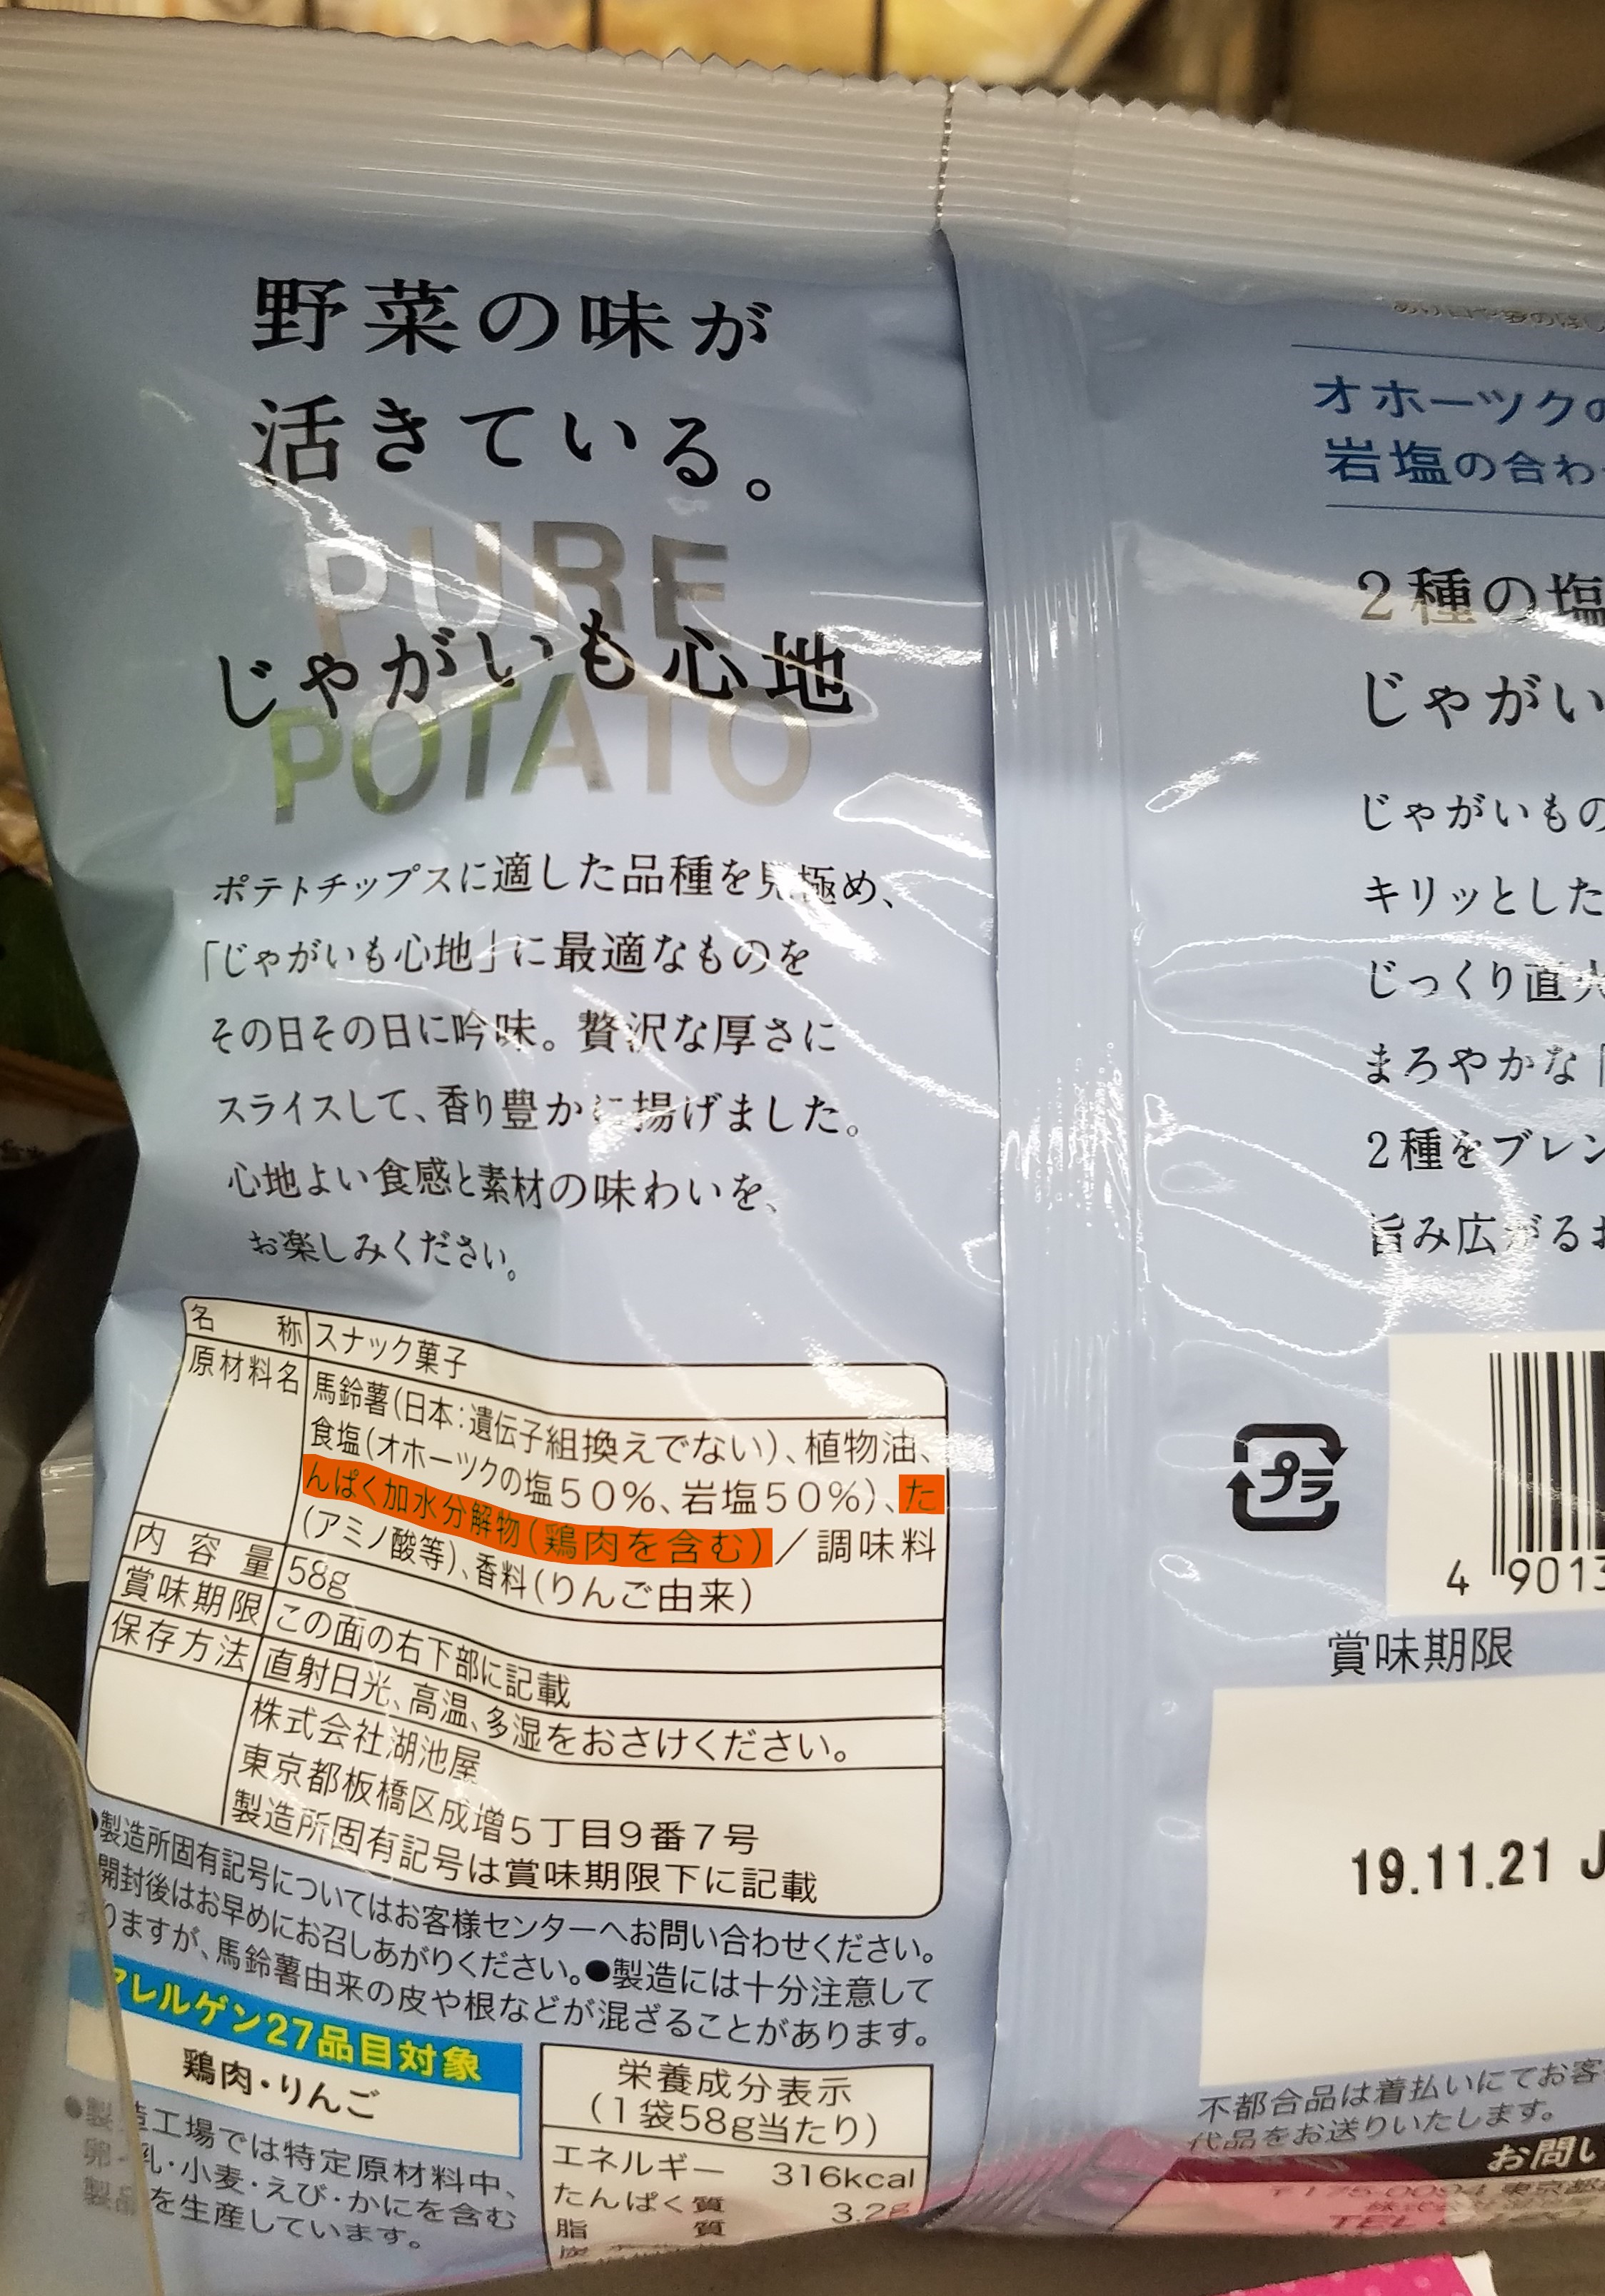 野菜の味が
活きている。
PURE
じゃがいも心地
POTATO
ポテトチップスに適した品種を見極め、
「じゃがいも心地」に最適なものを
その日その日に吟味。贅沢な厚さに
スライスして、香り豊かに揚げました。
心地よい食感と素材の味わいを、
お楽しみください。
名称 スナック菓子
原材料名 馬鈴薯(日本:遺伝子組換えでない)、植物油、
食塩(オホーツクの塩50%、岩塩50%)、た
んぱく加水分解物(鶏肉を含む)/調味料
(アミノ酸等)、香料(りんご由来)
内容量 58g
賞味期限 この面の右下部に記載
保存方法 直射日光、高温、多湿をおさけください。
株式会社湖池屋
東京都板橋区成増5丁目9番7号
製造所固有記号は賞味期限下に記載
●製造所固有記号についてはお客様センターへお問い合わせください。
開封後はお早めにお召しあがりください。●製造には十分注意して
りますが、馬鈴薯由来の皮や根などが混ざることがあります。
アレルゲン27品目対象
鶏肉・りんご
●製造工場では特定原材料中、
卵・乳・小麦・えび・かにを含む
製品を生産しています。
栄養成分表示
(1袋58g当たり)
エネルギー 316kcal
たんぱく質 3.2g
脂質
オホーツクの
岩塩の合わ
2種の塩
じゃがい
じゃがいもの
キリッとした
じっくり直火
まろやかな「
2種をブレン
旨み広がるお
プラ
4 9013
賞味期限
19.11.21 J
不都合品は着払いにてお客
代品をお送りいたします。
お問い
〒175-0094 東京都
株式
TEL